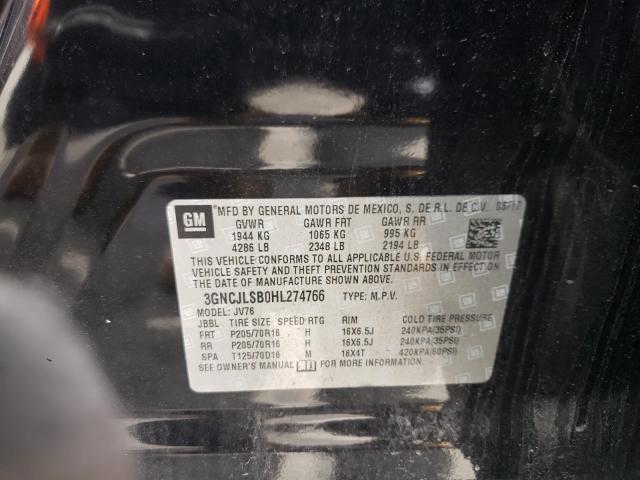 GM
MFD BY GENERAL MOTORS DE MEXICO, S. DE R.L. DE C.V.
GVWR GAWR FRT GAWR RR
1944 KG 1065 KG 995 KG
4286 LB 2348 LB 2194 LB
THIS VEHICLE CONFORMS TO ALL APPLICABLE U.S. FEDERAL MOTOR
VEHICLE SAFETY, BUMPER, AND THEFT PREVENTION STANDARDS IN
EFFECT ON THE DATE OF MANUFACTURE SHOWN ABOVE.
3GNCJLSB0HL274766 TYPE: M.P.V.
MODEL: JV76
JBBL TIRE SIZE SPEED RTG RIM COLD TIRE PRESSURE
FRT P205/70R16 H 16X6.5J 240KPA(35PSI)
RR P205/70R16 H 16X6.5J 240KPA(35PSI)
SPA T125/70D16 M 16X4T 420KPA(60PSI)
SEE OWNER'S MANUAL FOR MORE INFORMATION